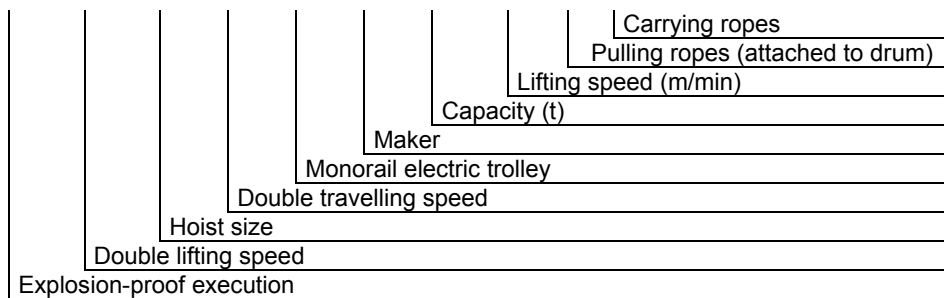 Carrying ropes
Pulling ropes (attached to drum)
Lifting speed (m/min)
Capacity (t)
Maker
Monorail electric trolley
Double travelling speed
Hoist size
Double lifting speed
Explosion-proof execution